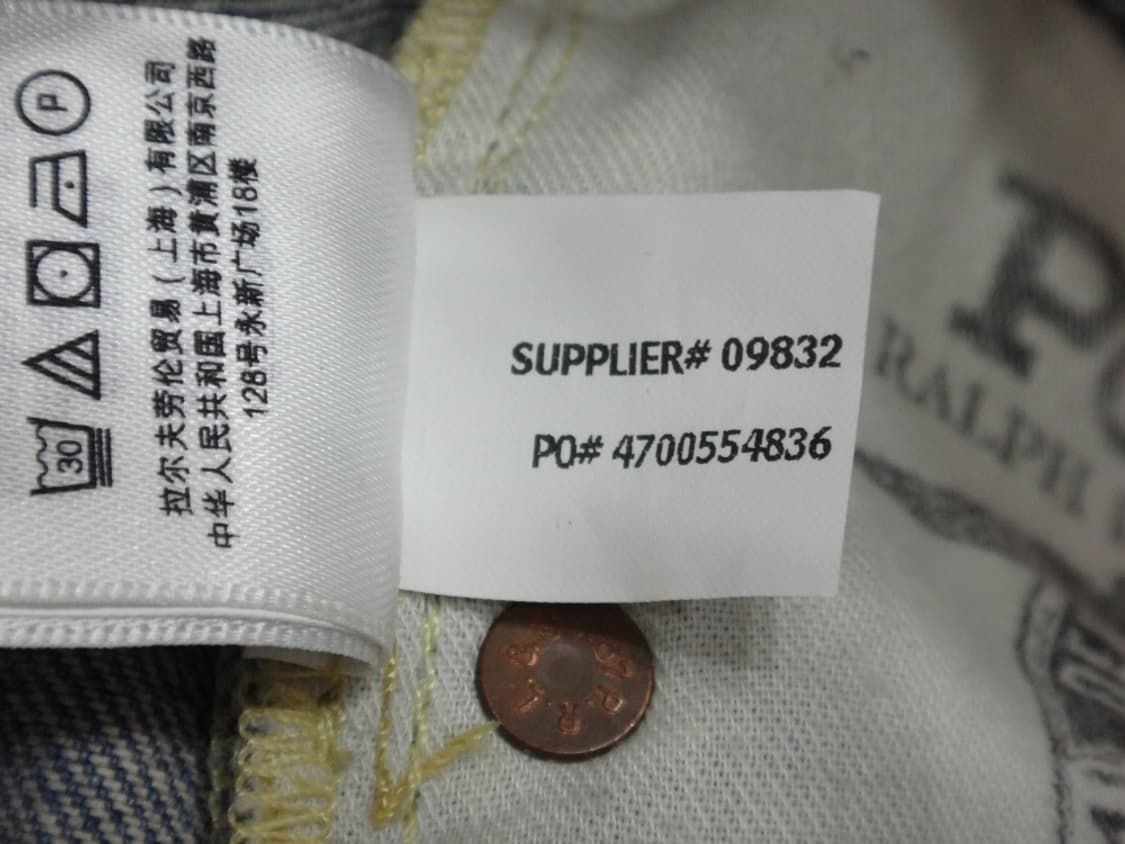 拉尔夫劳伦贸易(上海)有限公司
中华人民共和国上海市黄浦区南京西路
128号永新广场18楼
P
30
SUPPLIER# 09832
PO# 4700554836
RALPH